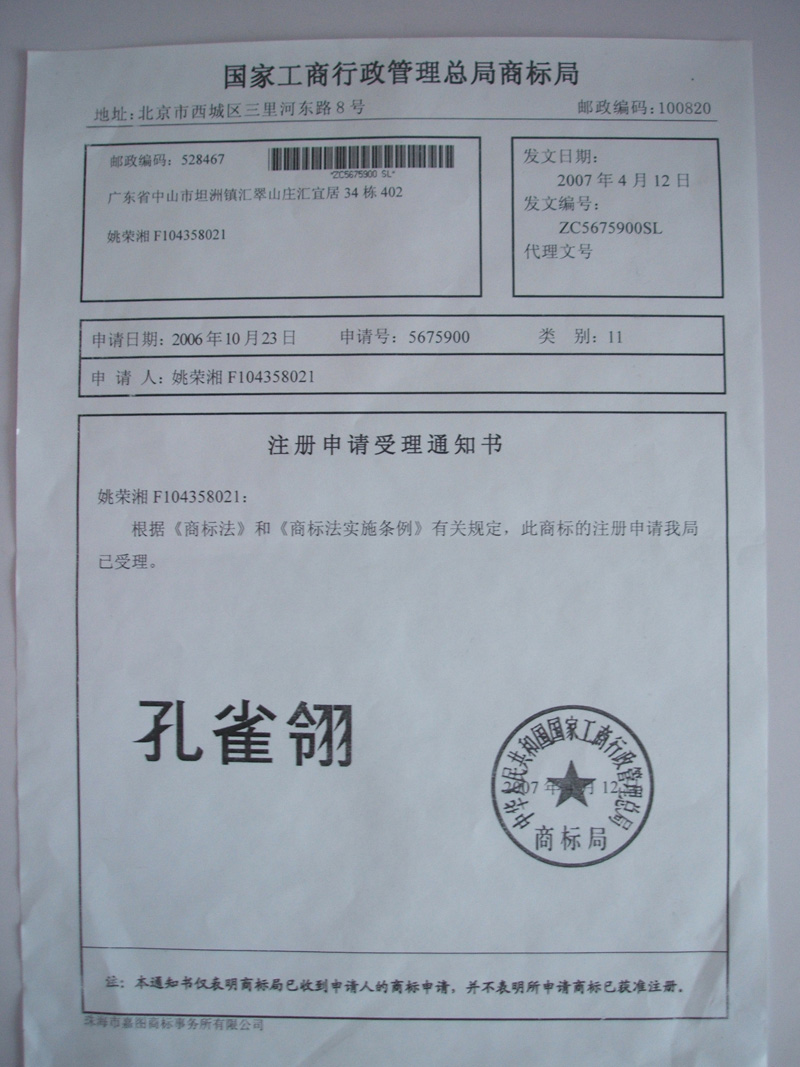 国家工商行政管理总局商标局
地址:北京市西城区三里河东路8号 邮政编码:100820
邮政编码: 528467
"ZC5675900 SL"
广东省中山市坦洲镇汇翠山庄汇宜居34栋402
姚荣湘F104358021
发文日期:
2007年4月12日
发文编号:
ZC5675900SL
代理文号
申请日期: 2006年10月23日 申请号: 5675900 类 别: 11
申 请 人: 姚荣湘F104358021
注册申请受理通知书
姚荣湘F104358021:
根据《商标法》和《商标法实施条例》有关规定，此商标的注册申请我局
已受理。
孔雀翎
中华人民共和国国家工商行政管理总局
2007年 月12
商标局
注: 本通知书仅表明商标局已收到申请人的商标申请，并不表明所申请商标已获准注册。
珠海市嘉图商标事务所有限公司